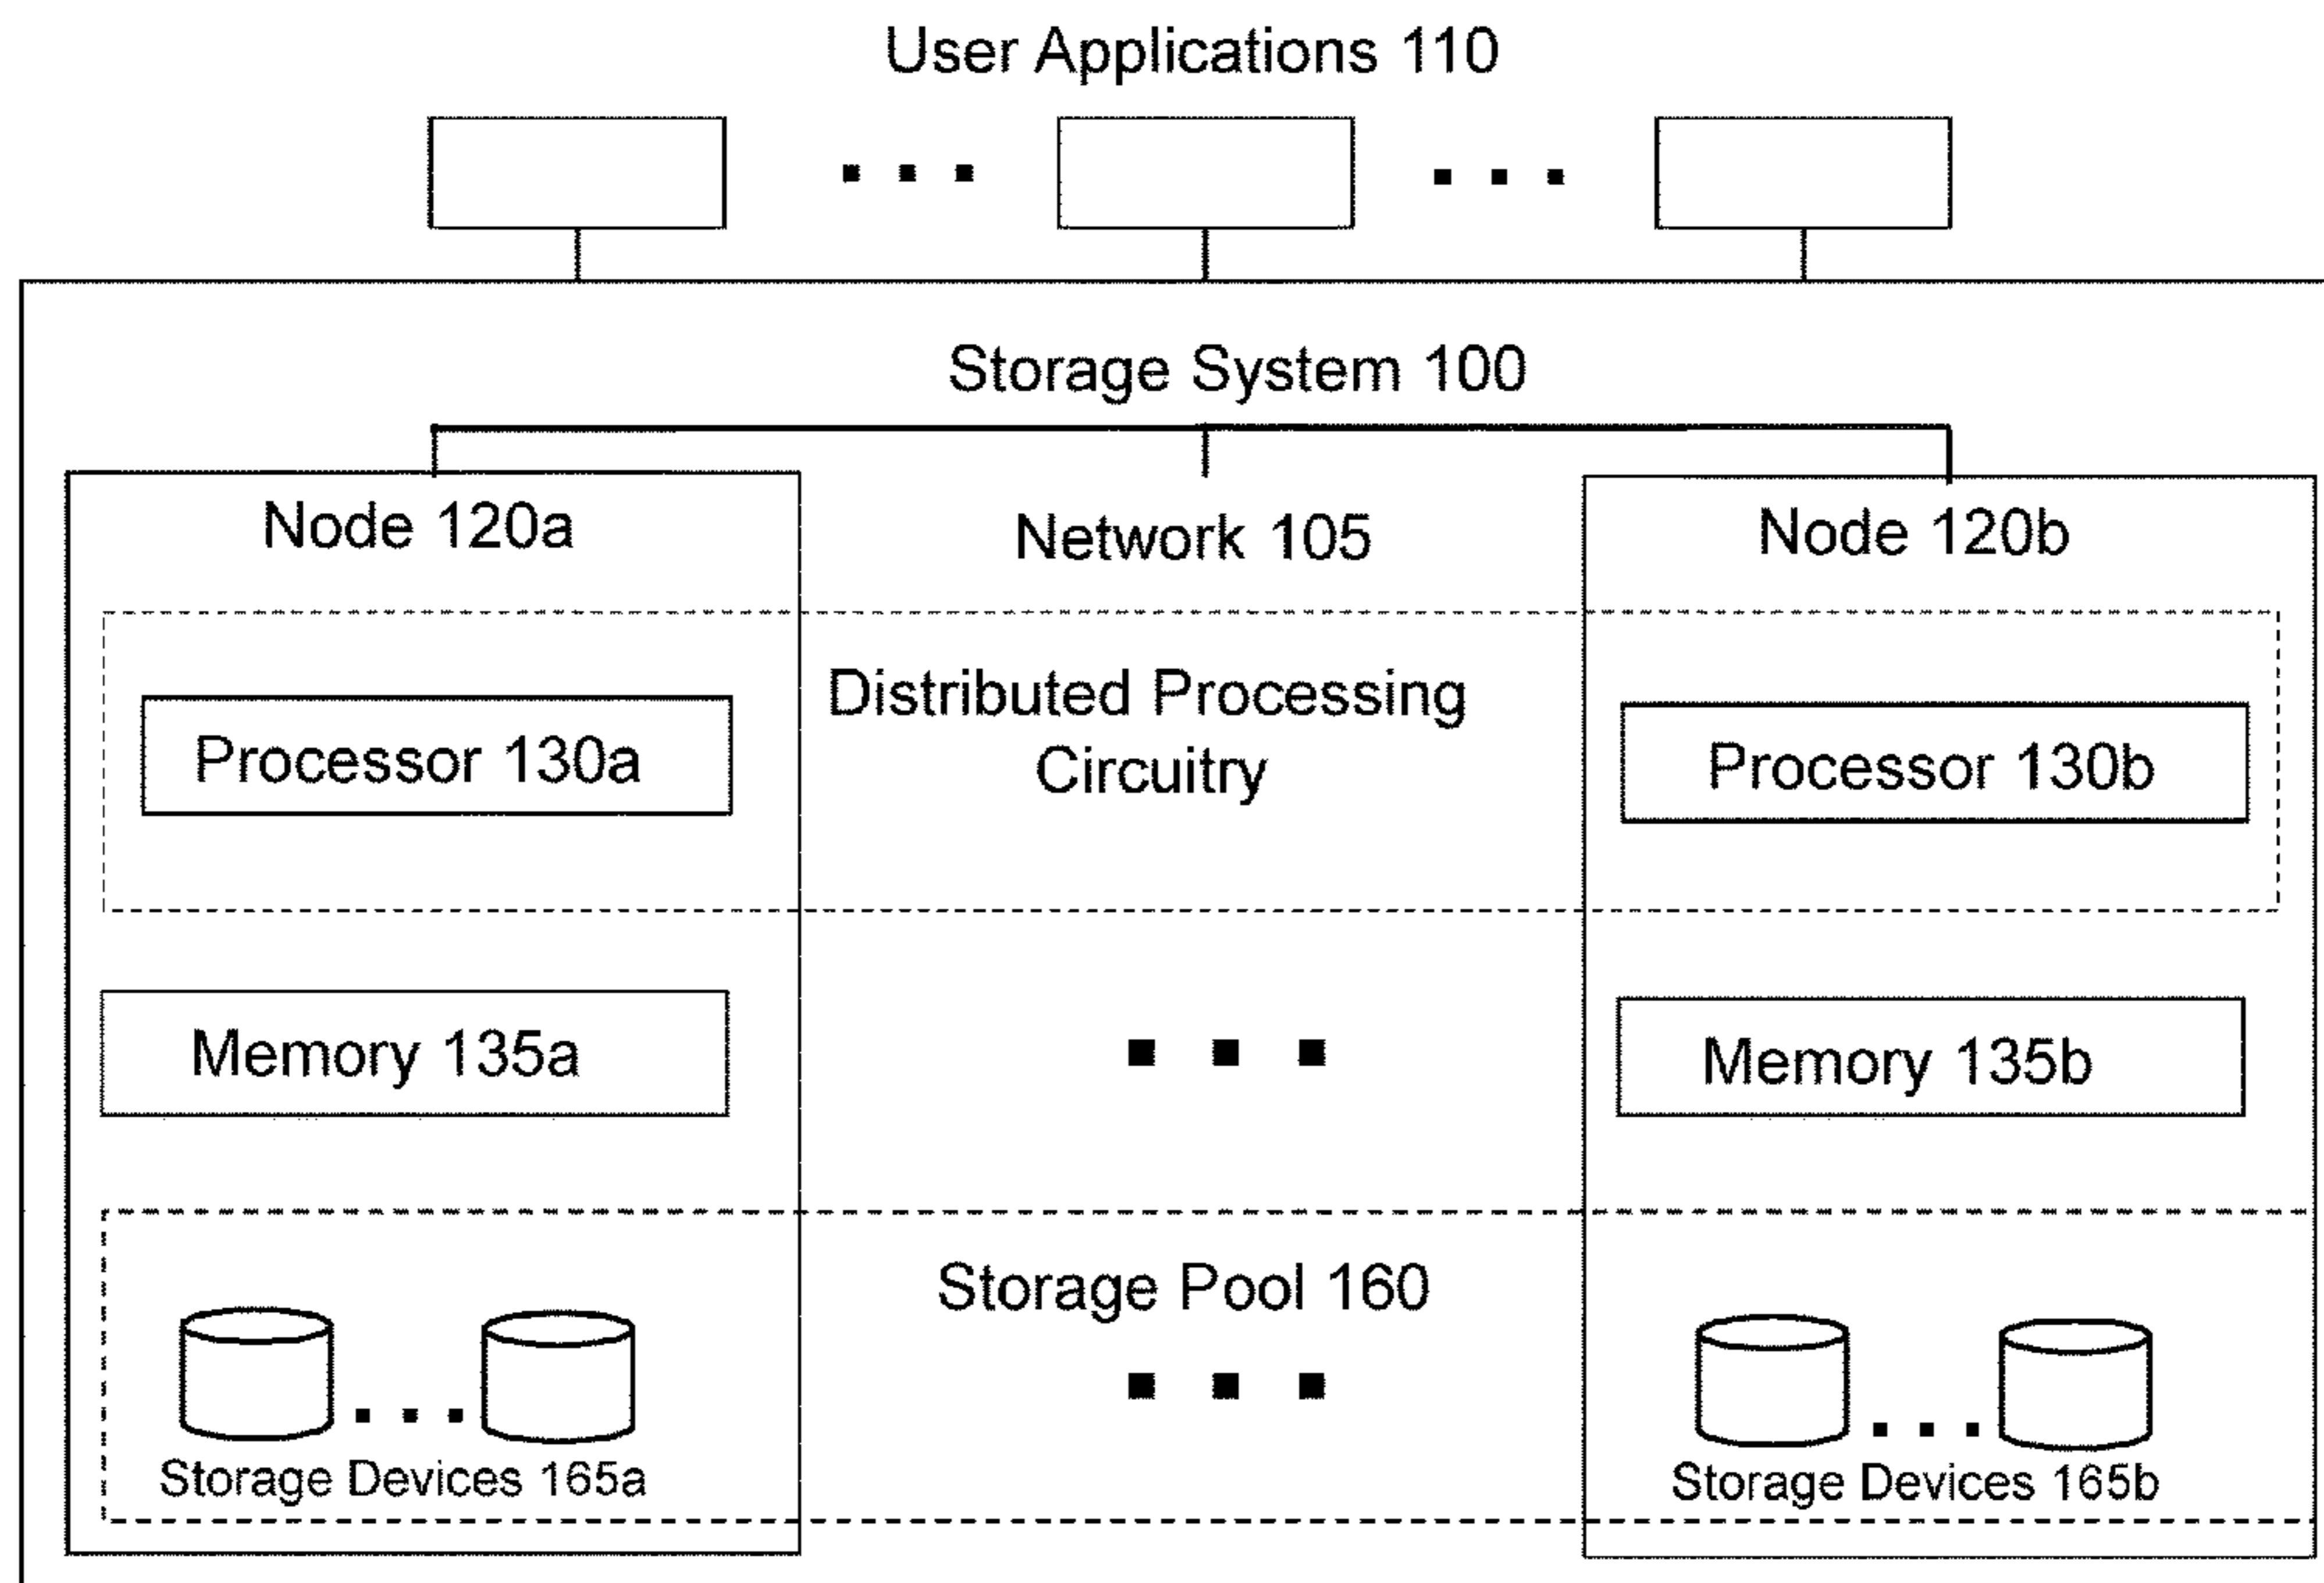 User Applications 110
Storage System 100
Node 120a
Network 105
Node 120b
Distributed Processing
Circuitry
Processor 130a
Processor 130b
Memory 135a
Memory 135b
Storage Pool 160
Storage Devices 165a
Storage Devices 165b